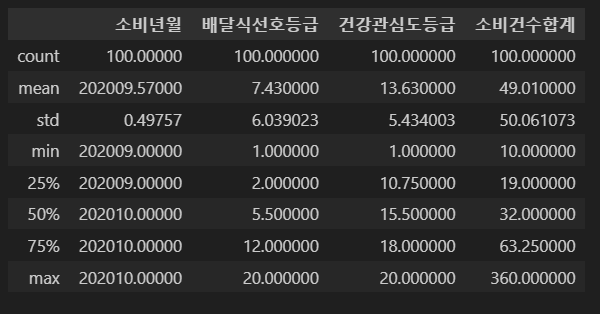 소비년월 배달식선호등급 건강관심도등급 소비건수합계
count 100.00000 100.000000 100.000000 100.000000
mean 202009.57000 7.430000 13.630000 49.010000
std 0.49757 6.039023 5.434003 50.061073
min 202009.00000 1.000000 1.000000 10.000000
25% 202009.00000 2.000000 10.750000 19.000000
50% 202010.00000 5.500000 15.500000 32.000000
75% 202010.00000 12.000000 18.000000 63.250000
max 202010.00000 20.000000 20.000000 360.000000